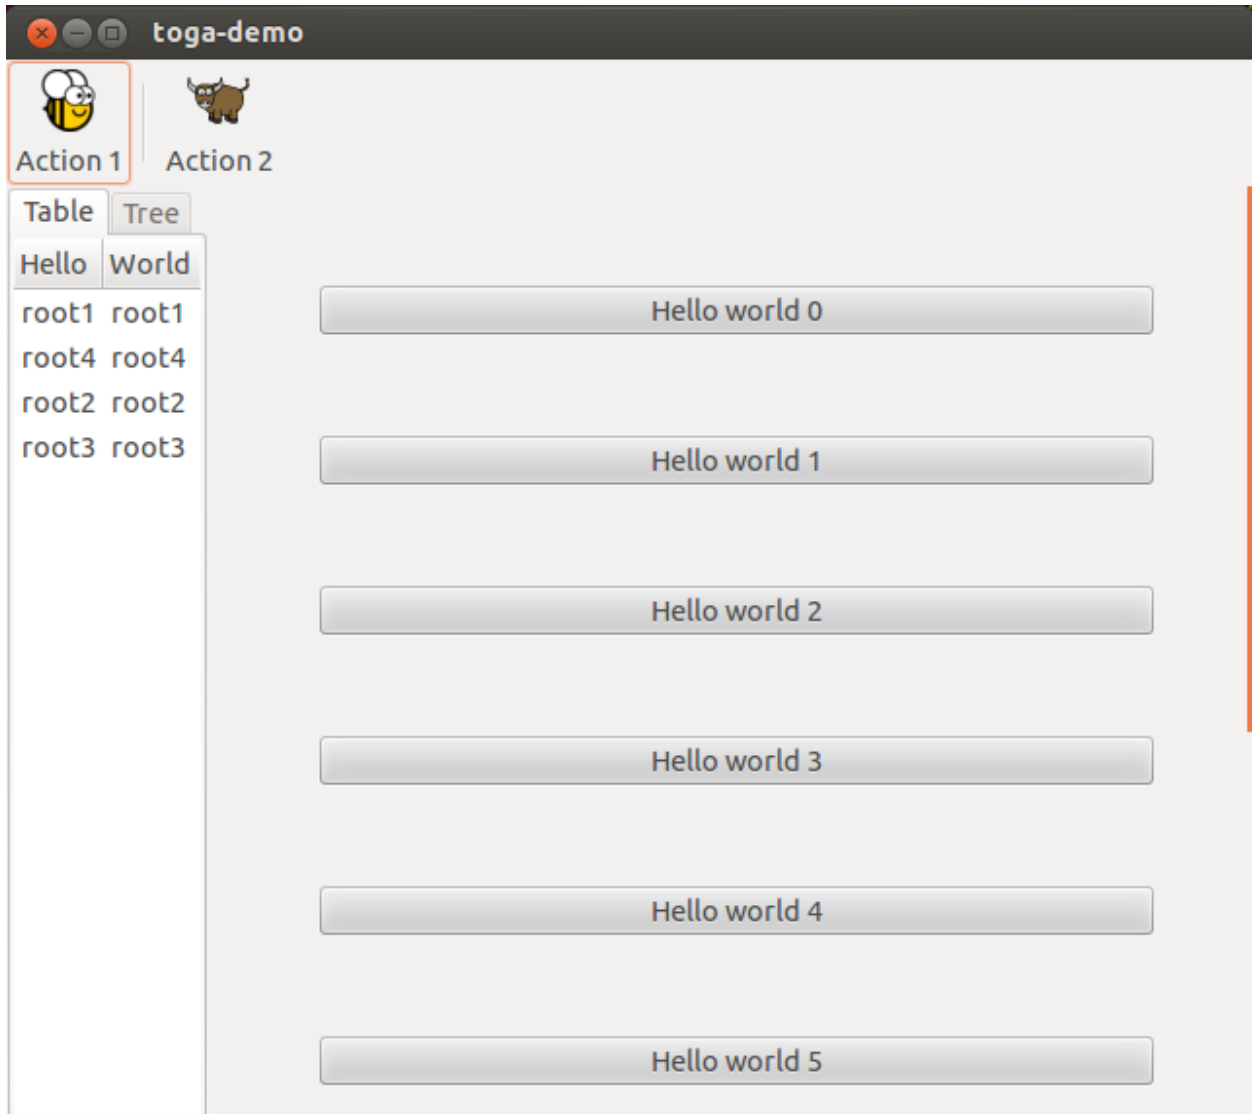 toga-demo
Action 1 Action 2
Table Tree
Hello World
root1 root1
root4 root4
root2 root2
root3 root3
Hello world 0
Hello world 1
Hello world 2
Hello world 3
Hello world 4
Hello world 5